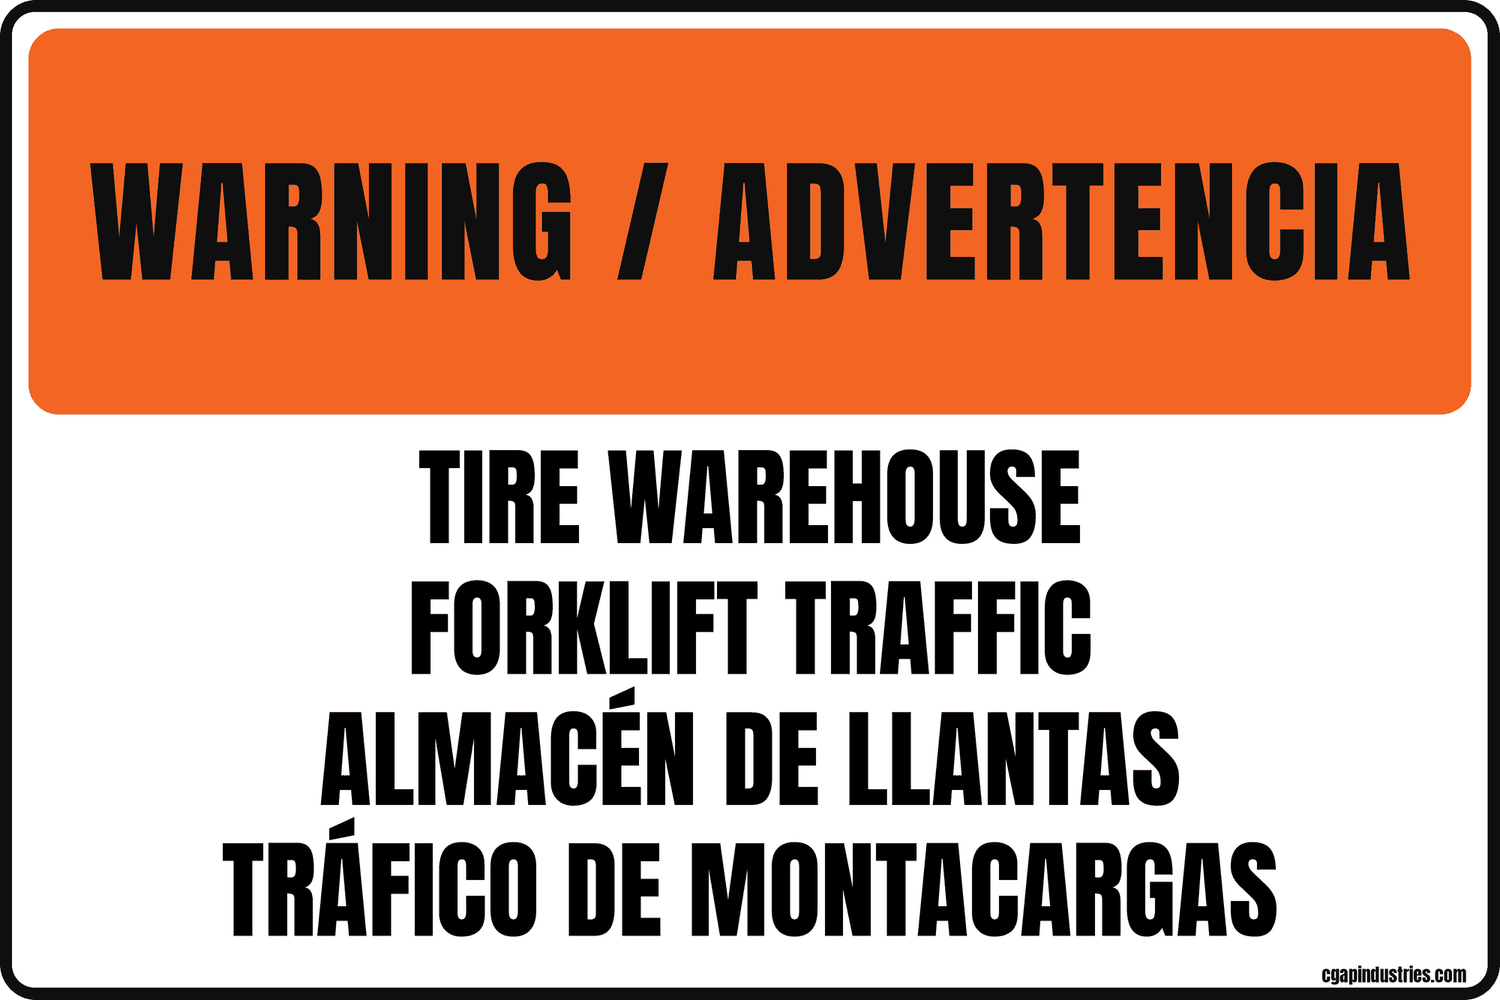 WARNING / ADVERTENCIA
TIRE WAREHOUSE
FORKLIFT TRAFFIC
ALMACÉN DE LLANTAS
TRÁFICO DE MONTACARGAS
cgapindustries.com